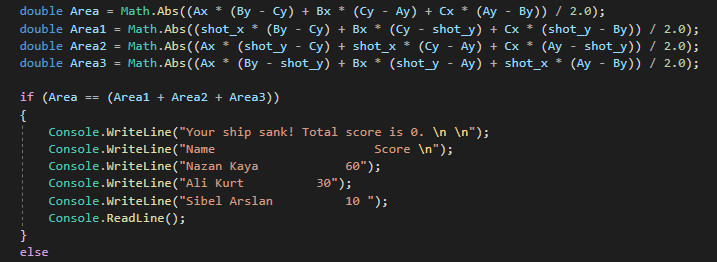 double Area = Math.Abs((Ax * (By - Cy) + Bx * (Cy - Ay) + Cx * (Ay - By)) / 2.0);
double Area1 = Math.Abs((shot_x * (By - Cy) + Bx * (Cy - shot_y) + Cx * (shot_y - By)) / 2.0);
double Area2 = Math.Abs((Ax * (shot_y - Cy) + shot_x * (Cy - Ay) + Cx * (Ay - shot_y)) / 2.0);
double Area3 = Math.Abs((Ax * (By - shot_y) + Bx * (shot_y - Ay) + shot_x * (Ay - By)) / 2.0);
if (Area == (Area1 + Area2 + Area3))
{
    Console.WriteLine("Your ship sank! Total score is 0. \n \n");
    Console.WriteLine("Name                      Score \n");
    Console.WriteLine("Nazan Kaya            60");
    Console.WriteLine("Ali Kurt          30");
    Console.WriteLine("Sibel Arslan          10 ");
    Console.ReadLine();
}
else